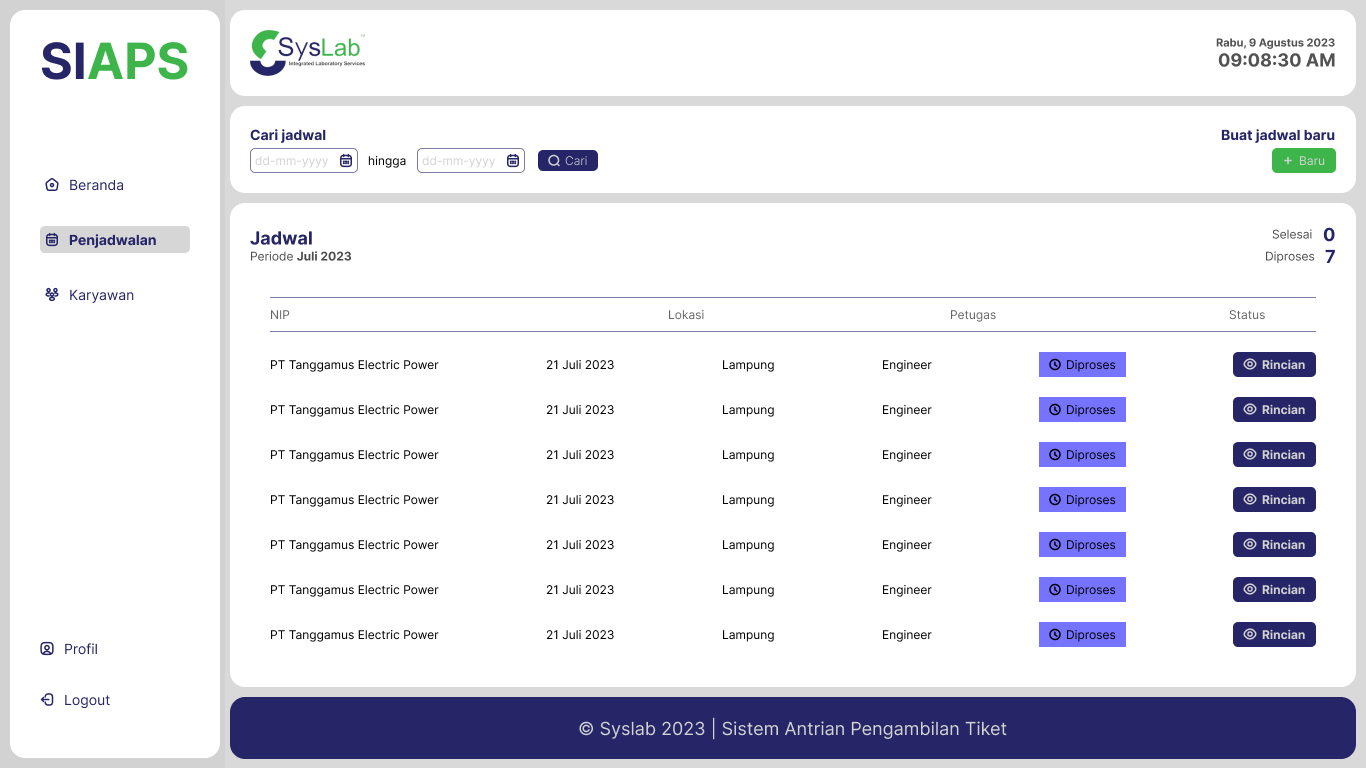 SIAPS
Beranda
Penjadwalan
Karyawan
Profil
Logout
SysLab™
Integrated Laboratory Services
Rabu, 9 Agustus 2023
09:08:30 AM
Cari jadwal
dd-mm-yyyy hingga dd-mm-yyyy Cari
Buat jadwal baru
+ Baru
Jadwal
Periode Juli 2023
Selesai 0
Diproses 7
NIP Lokasi Petugas Status
PT Tanggamus Electric Power 21 Juli 2023 Lampung Engineer Diproses Rincian
PT Tanggamus Electric Power 21 Juli 2023 Lampung Engineer Diproses Rincian
PT Tanggamus Electric Power 21 Juli 2023 Lampung Engineer Diproses Rincian
PT Tanggamus Electric Power 21 Juli 2023 Lampung Engineer Diproses Rincian
PT Tanggamus Electric Power 21 Juli 2023 Lampung Engineer Diproses Rincian
PT Tanggamus Electric Power 21 Juli 2023 Lampung Engineer Diproses Rincian
PT Tanggamus Electric Power 21 Juli 2023 Lampung Engineer Diproses Rincian
© Syslab 2023 | Sistem Antrian Pengambilan Tiket